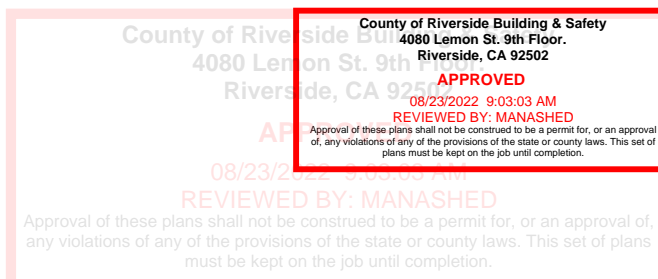 County of Riverside Building & Safety
4080 Lemon St. 9th Floor.
Riverside, CA 92502
APPROVED
08/23/2022 9:03:03 AM
REVIEWED BY: MANASHED
Approval of these plans shall not be construed to be a permit for, or an approval
of, any violations of any of the provisions of the state or county laws. This set of
plans must be kept on the job until completion.
County of Riverside Building & Safety
4080 Lemon St. 9th Floor.
Riverside, CA 92502
APPROVED
08/23/2022 9:03:03 AM
REVIEWED BY: MANASHED
Approval of these plans shall not be construed to be a permit for, or an approval of,
any violations of any of the provisions of the state or county laws. This set of plans
must be kept on the job until completion.